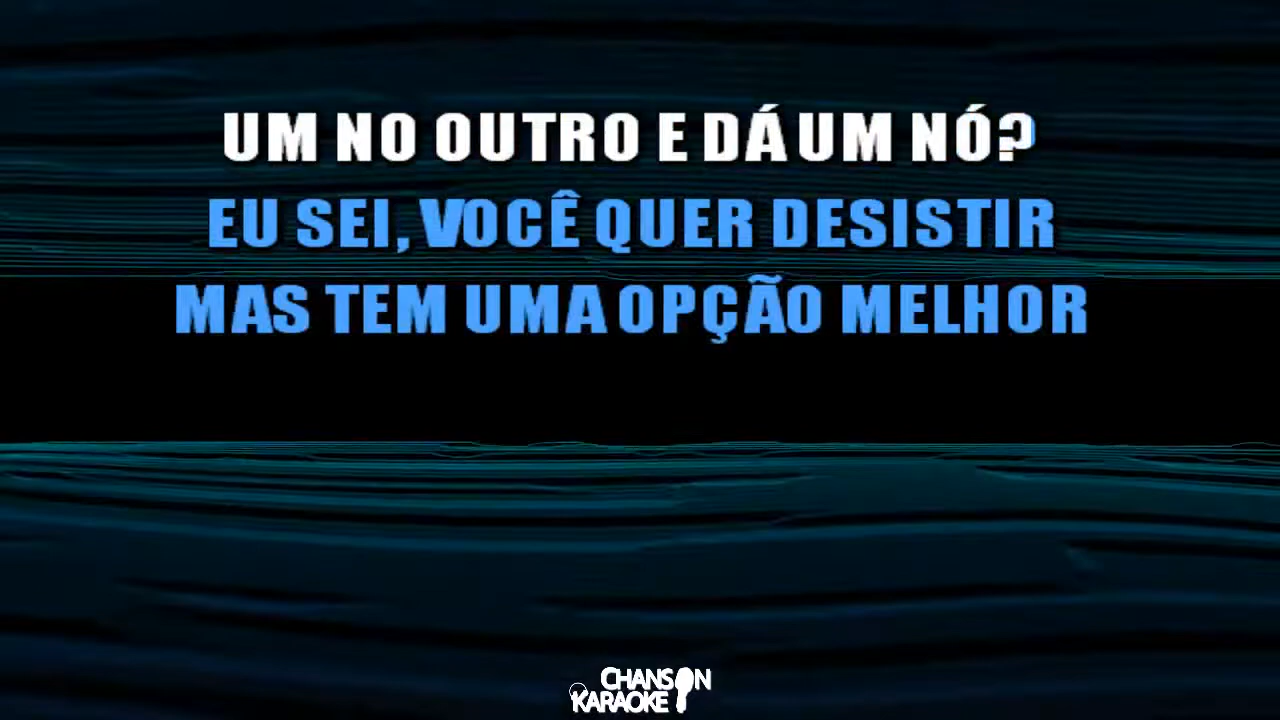 UM NO OUTRO E DÁ UM NÓ?
EU SEI, VOCÊ QUER DESISTIR
MAS TEM UMA OPÇÃO MELHOR
CHANSON
KARAOKE